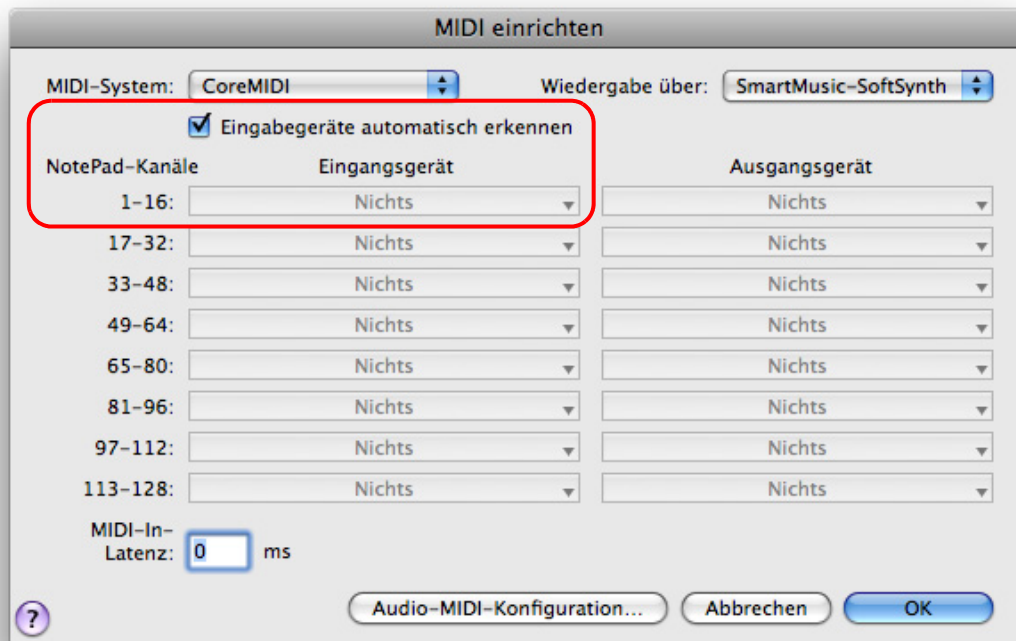 MIDI einrichten
MIDI-System: CoreMIDI Wiedergabe über: SmartMusic-SoftSynth
Eingabegeräte automatisch erkennen
NotePad-Kanäle Eingangsgerät Ausgangsgerät
1-16: Nichts Nichts
17-32: Nichts Nichts
33-48: Nichts Nichts
49-64: Nichts Nichts
65-80: Nichts Nichts
81-96: Nichts Nichts
97-112: Nichts Nichts
113-128: Nichts Nichts
MIDI-In-
Latenz: 0 ms
? Audio-MIDI-Konfiguration... Abbrechen OK